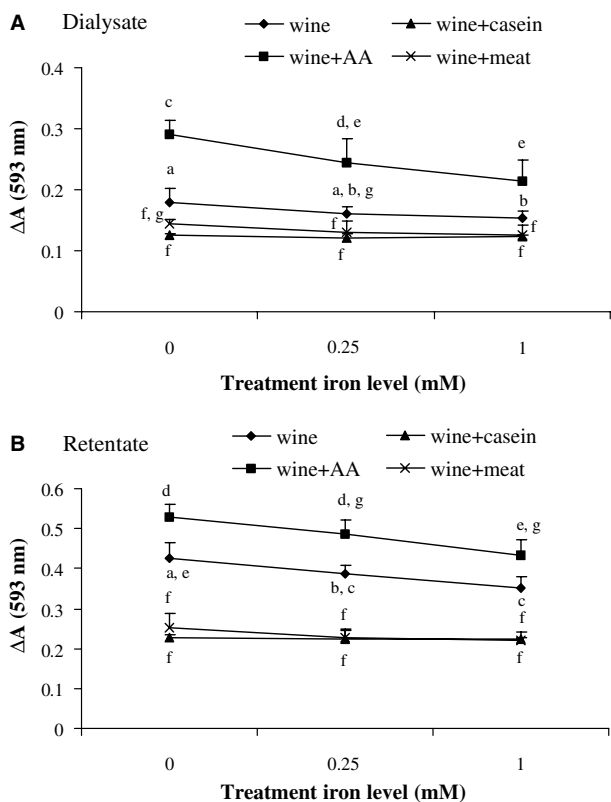 A Dialysate
wine wine+casein
wine+AA wine+meat
0.4
0.3
0.2
0.1
0
ΔA (593 nm)
c
d, e
e
a
a, b, g
b
f, g
f
f
f
f
f
0 0.25 1
Treatment iron level (mM)
B Retentate
wine wine+casein
wine+AA wine+meat
0.6
0.5
0.4
0.3
0.2
0.1
0
ΔA (593 nm)
d
d, g
e, g
a, e
b, c
c
f
f
f
f
f
f
0 0.25 1
Treatment iron level (mM)